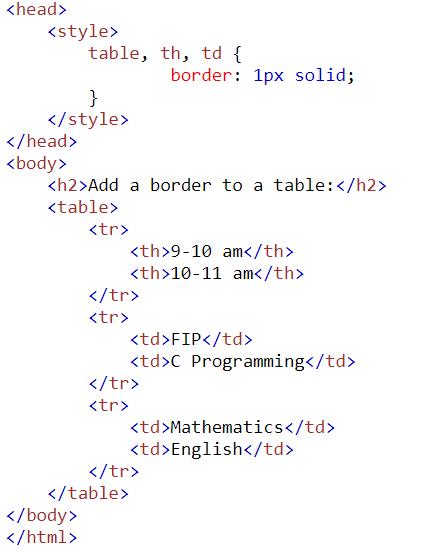 <head>
<style>
table, th, td {
border: 1px solid;
}
</style>
</head>
<body>
<h2>Add a border to a table:</h2>
<table>
<tr>
<th>9-10 am</th>
<th>10-11 am</th>
</tr>
<tr>
<td>FIP</td>
<td>C Programming</td>
</tr>
<tr>
<td>Mathematics</td>
<td>English</td>
</tr>
</table>
</body>
</html>